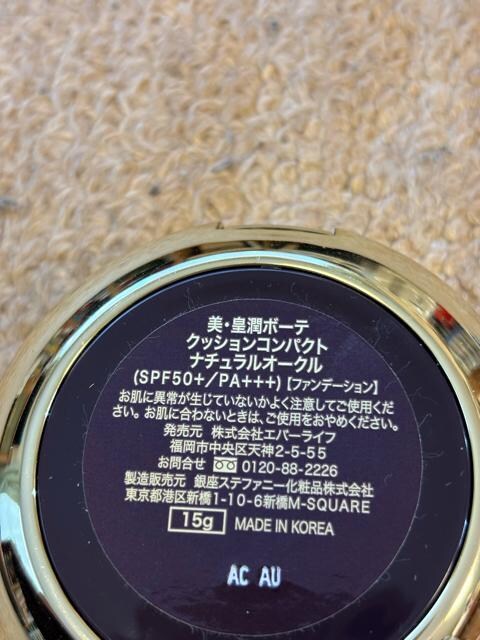 美・皇潤ボーテ
クッションコンパクト
ナチュラルオークル
(SPF50+/PA+++)【ファンデーション】
お肌に異常が生じていないかよく注意してご使用くだ
さい。お肌に合わないときは、ご使用をおやめください。
発売元 株式会社エバーライフ
福岡市中央区天神2-5-55
お問合せ 0120-88-2226
製造販売元 銀座ステファニー化粧品株式会社
東京都港区新橋1-10-6新橋M-SQUARE
15g MADE IN KOREA
AC AU